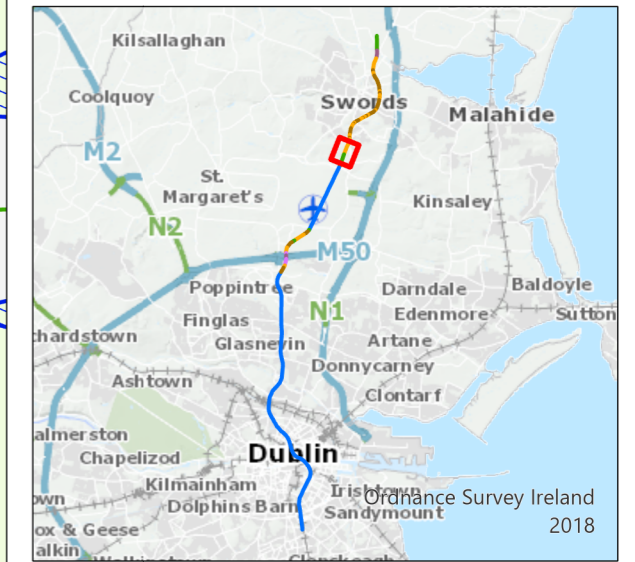 Kilsallaghan
Coolquoy
Swords
Malahide
M2
St.
Margaret's
Kinsaley
N2
M50
Poppintree
Darndale
Baldoyle
N1
Edenmore
Sutton
Finglas
chardstown
Glasnevin
Artane
Donnycarney
Ashtown
Clontarf
almerston
Dublin
Chapelizod
Kilmainham
Irishtown
Ordnance Survey Ireland
own
Dolphins Barn
Sandymount
2018
ox & Geese
alkin
Clonskeagh